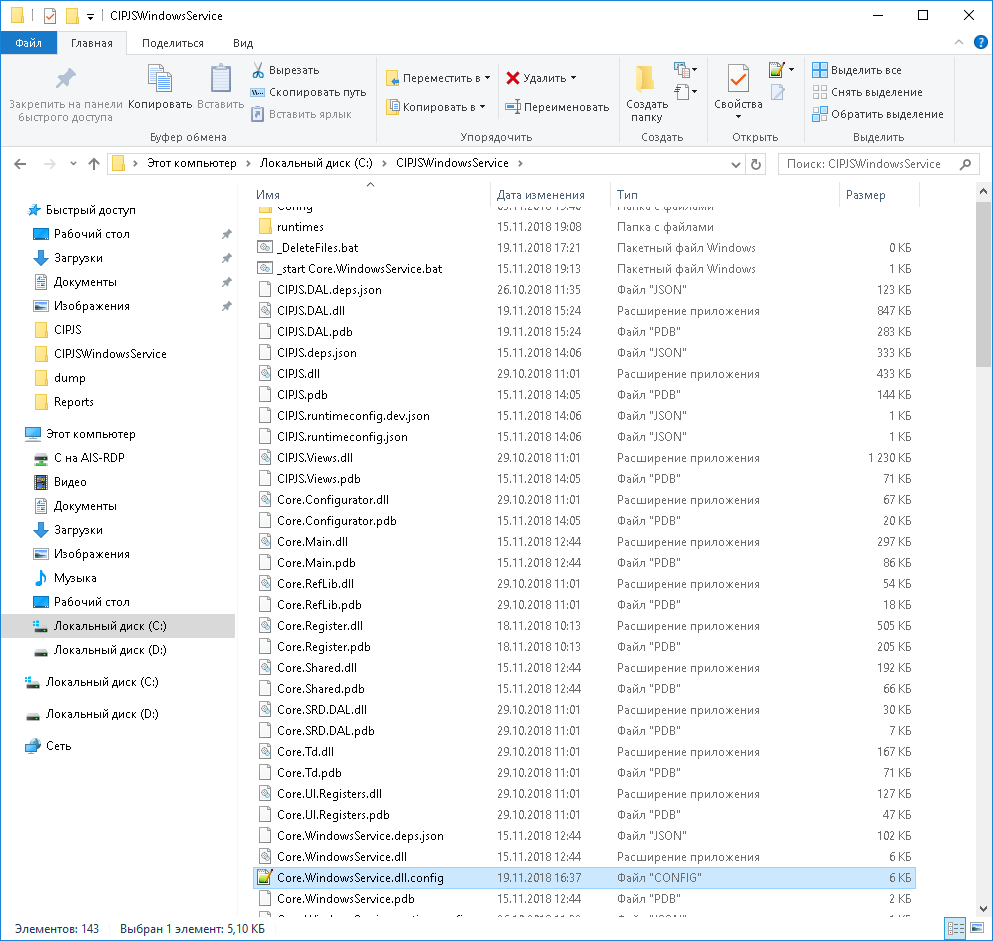 CIPJSWindowsService
Файл Главная Поделиться Вид
Закрепить на панели быстрого доступа
Копировать
Вставить
Вырезать
Скопировать путь
Вставить ярлык
Буфер обмена
Переместить в
Копировать в
Удалить
Переименовать
Упорядочить
Создать папку
Создать
Свойства
Открыть
Выделить все
Снять выделение
Обратить выделение
Выделить
Этот компьютер > Локальный диск (C:) > CIPJSWindowsService >
Поиск: CIPJSWindowsService
Быстрый доступ
Рабочий стол
Загрузки
Документы
Изображения
CIPJS
CIPJSWindowsService
dump
Reports
Этот компьютер
С на AIS-RDP
Видео
Документы
Загрузки
Изображения
Музыка
Рабочий стол
Локальный диск (C:)
Локальный диск (D:)
Локальный диск (C:)
Локальный диск (D:)
Сеть
Имя Дата изменения Тип Размер
runtimes 15.11.2018 19:08 Папка с файлами
_DeleteFiles.bat 19.11.2018 17:21 Пакетный файл Windows 0 КБ
_start Core.WindowsService.bat 15.11.2018 19:13 Пакетный файл Windows 1 КБ
CIPJS.DAL.deps.json 26.10.2018 11:35 Файл "JSON" 123 КБ
CIPJS.DAL.dll 19.11.2018 15:24 Расширение приложения 847 КБ
CIPJS.DAL.pdb 19.11.2018 15:24 Файл "PDB" 283 КБ
CIPJS.deps.json 15.11.2018 14:06 Файл "JSON" 333 КБ
CIPJS.dll 29.10.2018 11:01 Расширение приложения 433 КБ
CIPJS.pdb 15.11.2018 14:05 Файл "PDB" 144 КБ
CIPJS.runtimeconfig.dev.json 15.11.2018 14:06 Файл "JSON" 1 КБ
CIPJS.runtimeconfig.json 15.11.2018 14:06 Файл "JSON" 1 КБ
CIPJS.Views.dll 29.10.2018 11:01 Расширение приложения 1 230 КБ
CIPJS.Views.pdb 15.11.2018 14:05 Файл "PDB" 71 КБ
Core.Configurator.dll 29.10.2018 11:01 Расширение приложения 67 КБ
Core.Configurator.pdb 15.11.2018 14:05 Файл "PDB" 20 КБ
Core.Main.dll 15.11.2018 12:44 Расширение приложения 297 КБ
Core.Main.pdb 15.11.2018 12:44 Файл "PDB" 86 КБ
Core.RefLib.dll 29.10.2018 11:01 Расширение приложения 54 КБ
Core.RefLib.pdb 29.10.2018 11:01 Файл "PDB" 18 КБ
Core.Register.dll 18.11.2018 10:13 Расширение приложения 505 КБ
Core.Register.pdb 18.11.2018 10:13 Файл "PDB" 205 КБ
Core.Shared.dll 15.11.2018 12:44 Расширение приложения 192 КБ
Core.Shared.pdb 15.11.2018 12:44 Файл "PDB" 66 КБ
Core.SRD.DAL.dll 29.10.2018 11:01 Расширение приложения 30 КБ
Core.SRD.DAL.pdb 29.10.2018 11:01 Файл "PDB" 7 КБ
Core.Td.dll 29.10.2018 11:01 Расширение приложения 167 КБ
Core.Td.pdb 29.10.2018 11:01 Файл "PDB" 71 КБ
Core.UI.Registers.dll 29.10.2018 11:01 Расширение приложения 127 КБ
Core.UI.Registers.pdb 29.10.2018 11:01 Файл "PDB" 47 КБ
Core.WindowsService.deps.json 15.11.2018 12:44 Файл "JSON" 102 КБ
Core.WindowsService.dll 15.11.2018 12:44 Расширение приложения 6 КБ
Core.WindowsService.dll.config 19.11.2018 16:37 Файл "CONFIG" 6 КБ
Core.WindowsService.pdb 15.11.2018 12:44 Файл "PDB" 2 КБ
Элементов: 143 Выбран 1 элемент: 5,10 КБ